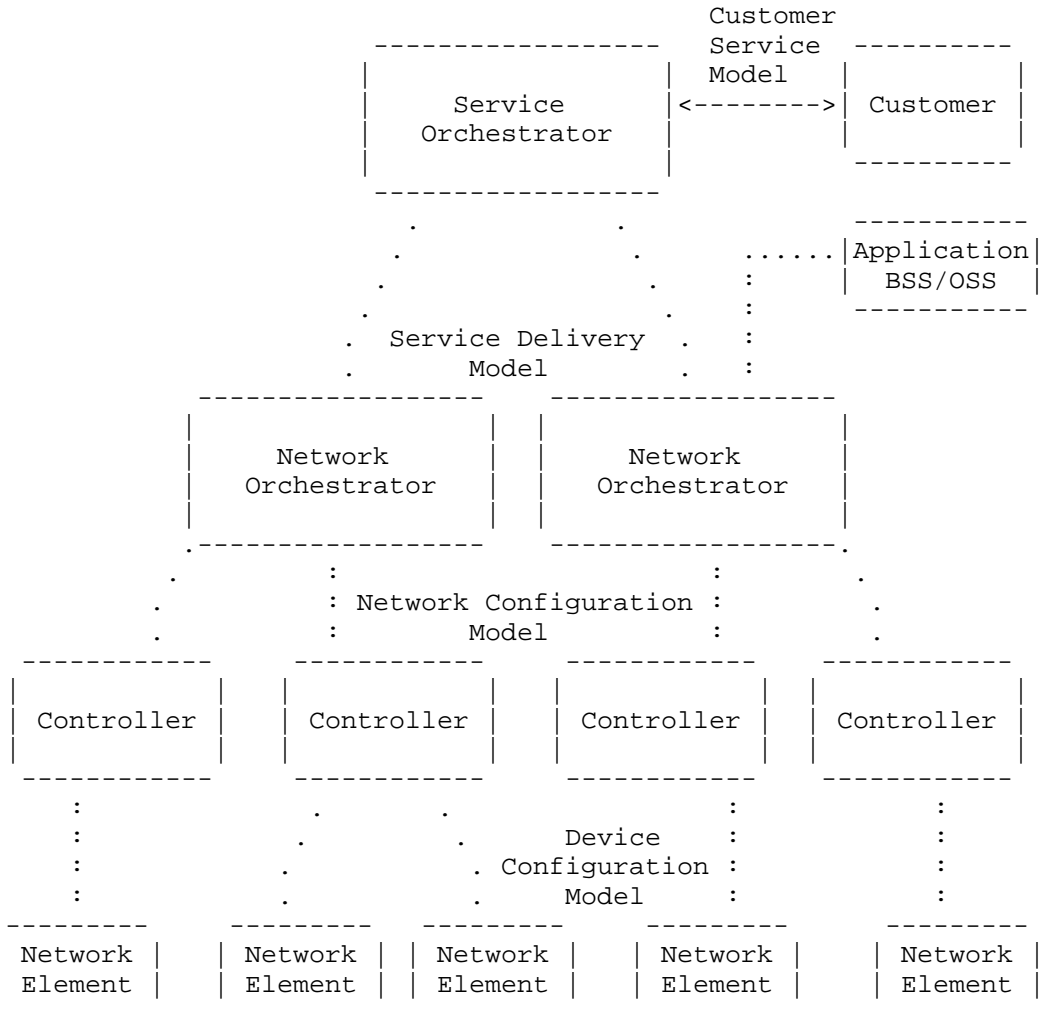 Customer
Service
Model
Service Customer
Orchestrator
Application
BSS/OSS
Service Delivery
Model
Network Network
Orchestrator Orchestrator
Network Configuration
Model
Controller Controller Controller Controller
Device
Configuration
Model
Network Network Network Network Network
Element Element Element Element Element